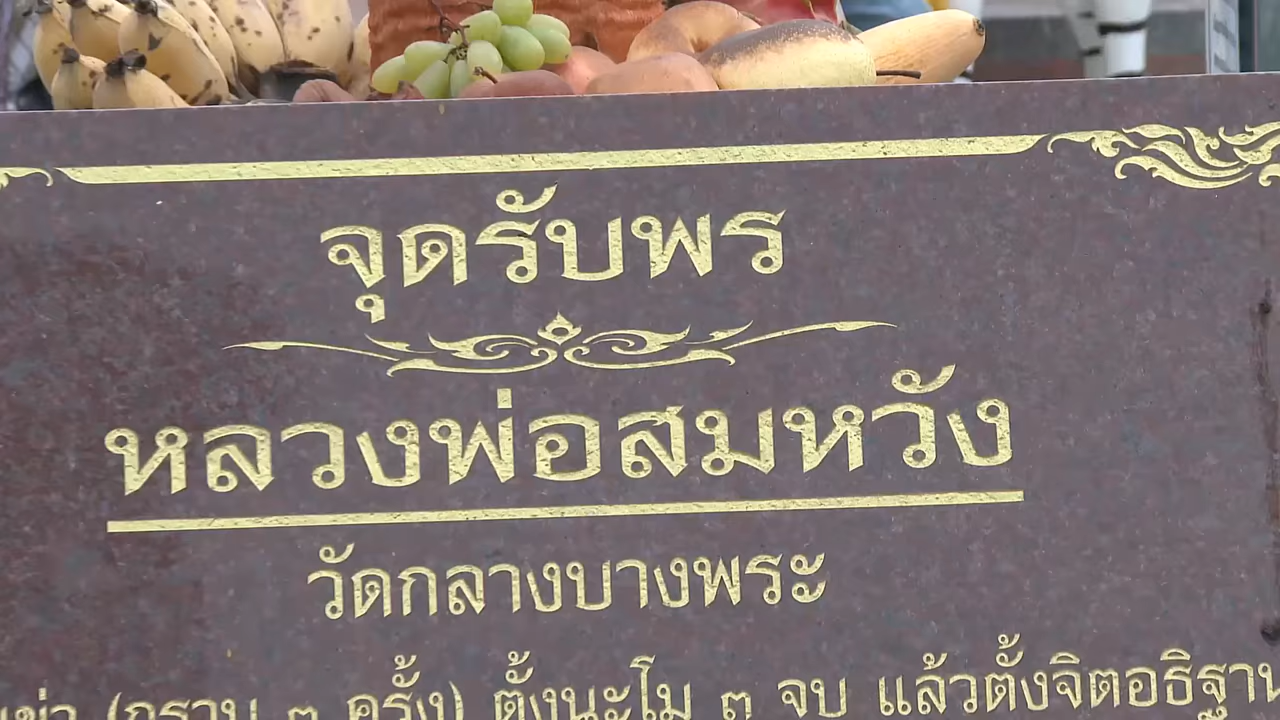 จุดรับพร
หลวงพ่อสมหวัง
วัดกลางบางพระ
(กราบ ๓ ครั้ง) ตั้งนะโม ๓ จบ แล้วตั้งจิตอธิฐาน